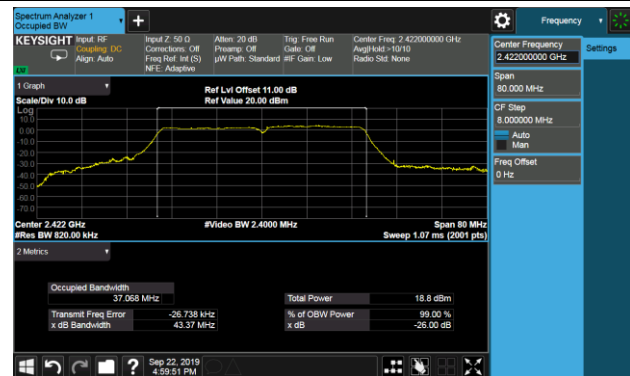 Spectrum Analyzer 1
Occupied BW
Frequency
KEYSIGHT
Input: RF
Coupling: DC
Align: Auto
Input Z: 50 Ω
Corrections: Off
Freq Ref: Int (S)
NFE: Adaptive
Atten: 20 dB
Preamp: Off
µW Path: Standard
Trig: Free Run
Gate: Off
#IF Gain: Low
Center Freq: 2.422000000 GHz
Avg|Hold:>10/10
Radio Std: None
Center Frequency
2.422000000 GHz
Settings
Span
80.000 MHz
CF Step
8.000000 MHz
Auto
Man
Freq Offset
0 Hz
1 Graph
Scale/Div 10.0 dB
Ref Lvl Offset 11.00 dB
Ref Value 20.00 dBm
Log
10.0
0.00
-10.0
-20.0
-30.0
-40.0
-50.0
-60.0
-70.0
Center 2.422 GHz
#Res BW 820.00 kHz
#Video BW 2.4000 MHz
Span 80 MHz
Sweep 1.07 ms (2001 pts)
2 Metrics
Occupied Bandwidth
37.068 MHz
Total Power 18.8 dBm
Transmit Freq Error -26.738 kHz
% of OBW Power 99.00 %
x dB Bandwidth 43.37 MHz
x dB -26.00 dB
?
Sep 22, 2019
4:59:51 PM